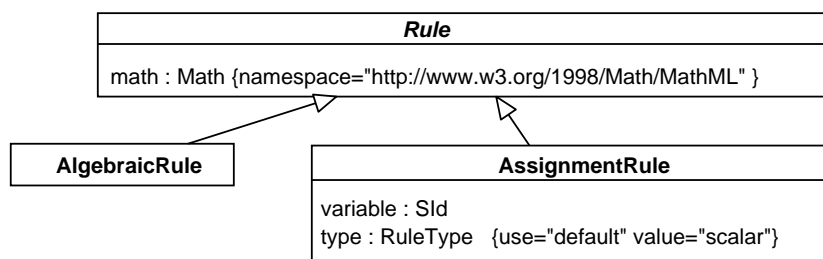 Rule
math : Math {namespace="http://www.w3.org/1998/Math/MathML" }
AlgebraicRule
AssignmentRule
variable : SId
type : RuleType {use="default" value="scalar"}